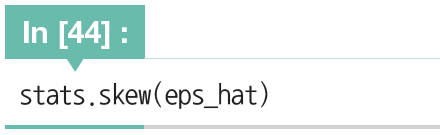 In [44] :
stats.skew(eps_hat)